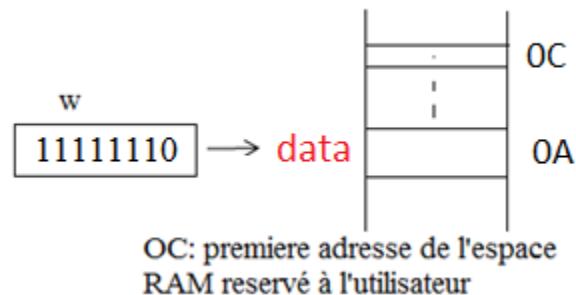 0C
w
11111110
data
0A
OC: premiere adresse de l'espace
RAM reservé à l'utilisateur